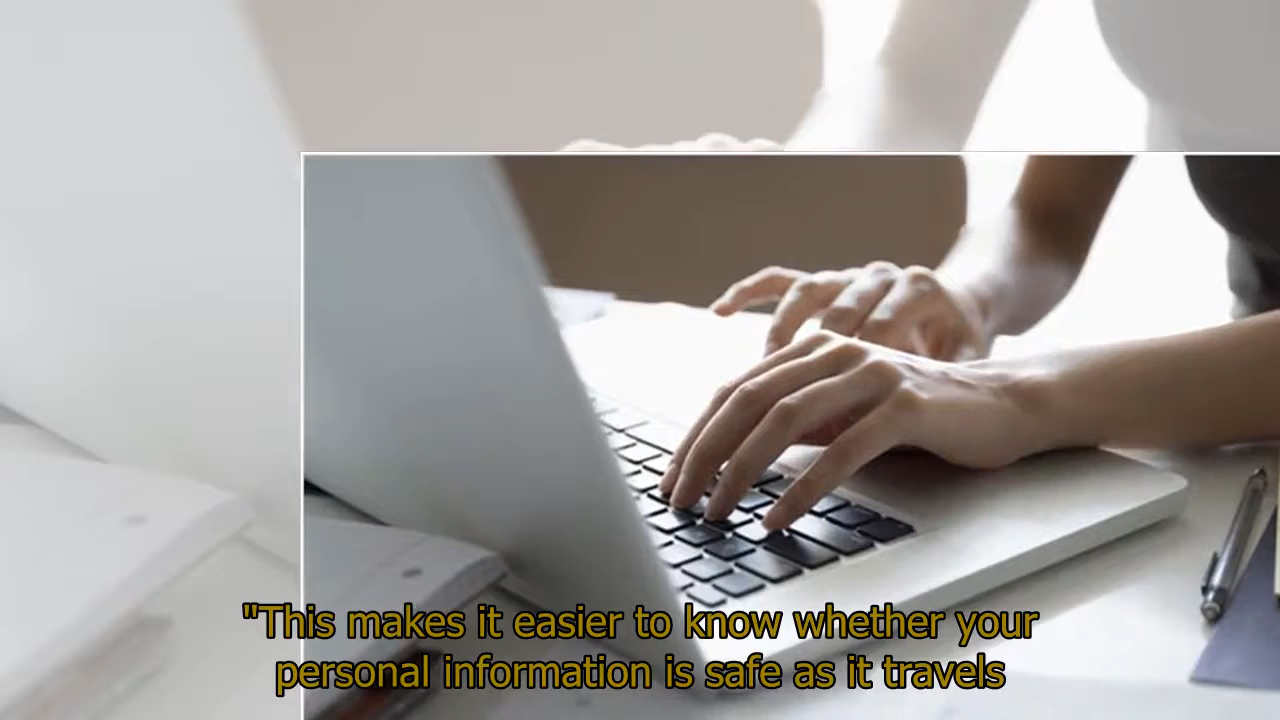 "This makes it easier to know whether your
personal information is safe as it travels